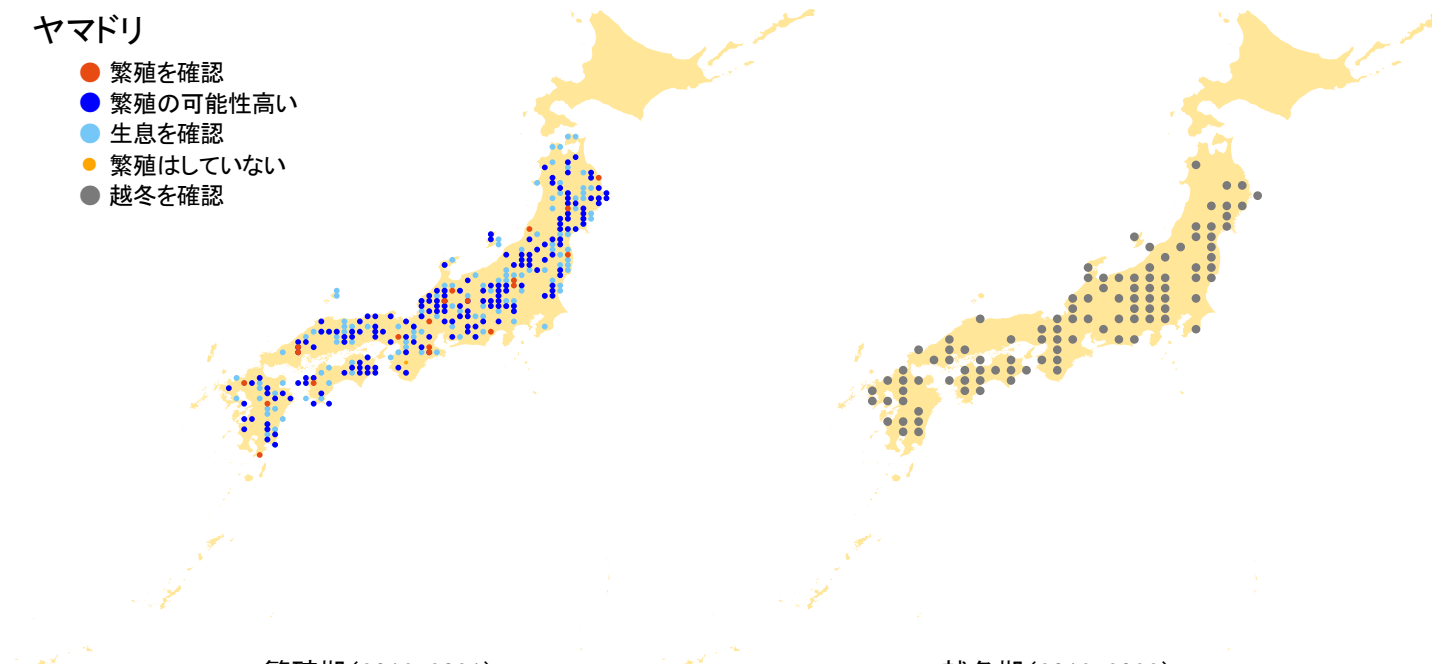 ヤマドリ
繁殖を確認
繁殖の可能性高い
生息を確認
繁殖はしていない
越冬を確認